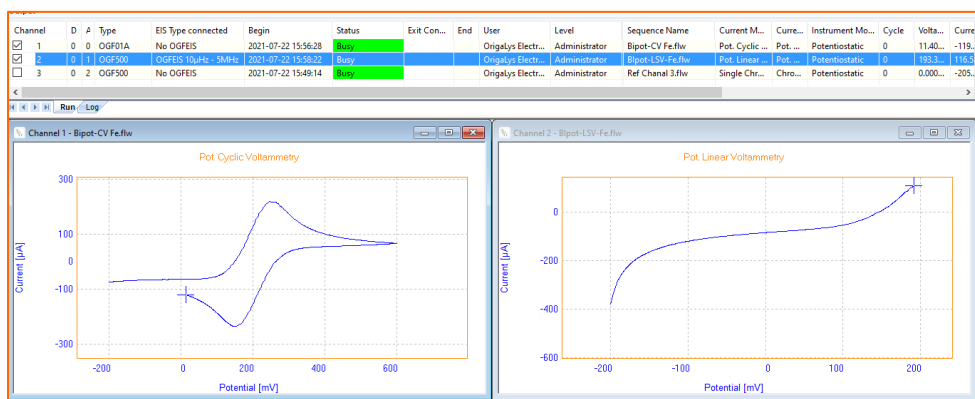 Channel D A Type EIS Type connected Begin Status Exit Con... End User Level Sequence Name Current M... Curre... Instrument Mo... Cycle Volta... Curre
1 0 0 OGF01A No OGFEIS 2021-07-22 15:56:28 Busy OrigaLys Electr... Administrator Bipot-CV Fe.flw Pot. Cyclic ... Pot. ... Potentiostatic 0 11.40... -119..
2 0 1 OGF500 OGFEIS 10µHz - 5MHz 2021-07-22 15:58:22 Busy OrigaLys Electr... Administrator BIpot-LSV-Fe.flw Pot. Linear ... Pot. ... Potentiostatic 0 193.3... 116.5
3 0 2 OGF500 No OGFEIS 2021-07-22 15:49:14 Busy OrigaLys Electr... Administrator Ref Chanal 3.flw Single Chr... Chro... Potentiostatic 0 0.000... -205..
Run Log
Channel 1 - Bipot-CV Fe.flw
Pot. Cyclic Voltammetry
300
100
0
-100
-300
Current [µA]
-200 0 200 400 600
Potential [mV]
Channel 2 - BIpot-LSV-Fe.flw
Pot. Linear Voltammetry
0
-200
-400
-600
Current [µA]
-200 -100 0 100 200
Potential [mV]